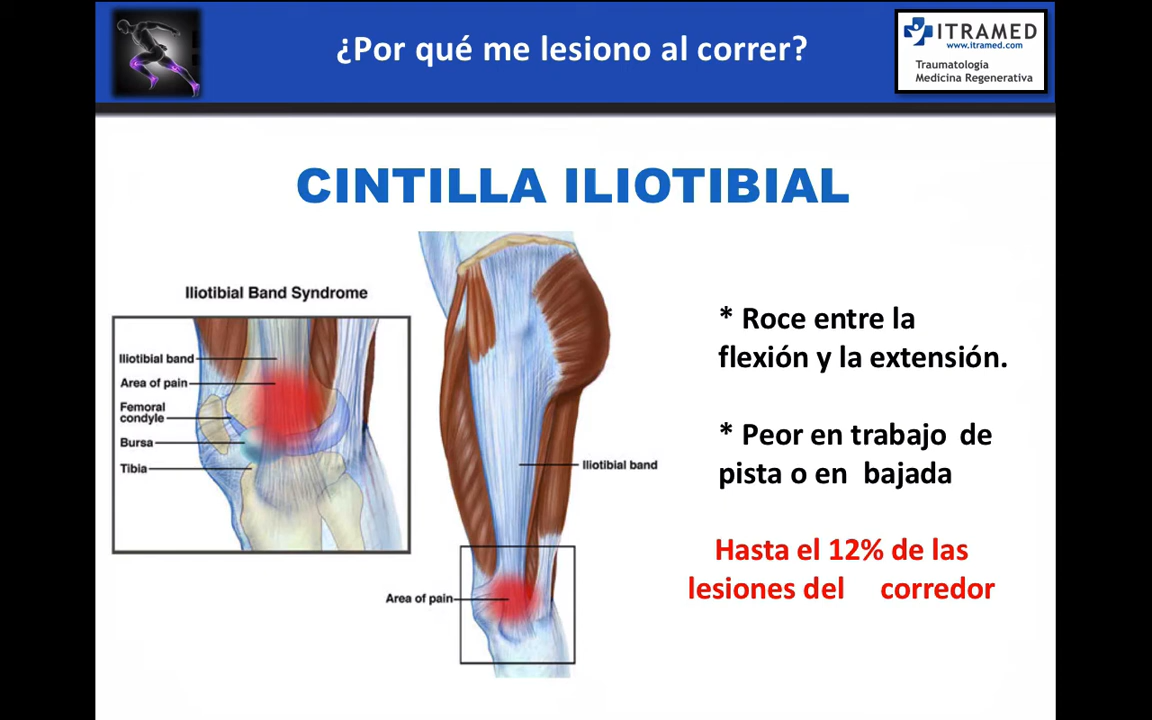 ¿Por qué me lesiono al correr?
ITRAMED
www.itramed.com
Traumatología
Medicina Regenerativa
CINTILLA ILIOTIBIAL
Iliotibial Band Syndrome
Iliotibial band
Area of pain
Femoral
condyle
Bursa
Tibia
Iliotibial band
Area of pain
* Roce entre la
flexión y la extensión.
* Peor en trabajo de
pista o en bajada
Hasta el 12% de las
lesiones del corredor